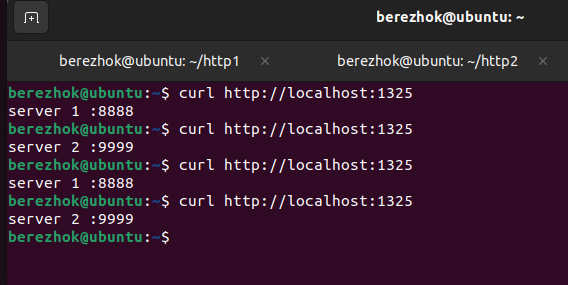 berezhok@ubuntu: ~
berezhok@ubuntu: ~/http1 × berezhok@ubuntu: ~/http2 ×
berezhok@ubuntu:~$ curl http://localhost:1325
server 1 :8888
berezhok@ubuntu:~$ curl http://localhost:1325
server 2 :9999
berezhok@ubuntu:~$ curl http://localhost:1325
server 1 :8888
berezhok@ubuntu:~$ curl http://localhost:1325
server 2 :9999
berezhok@ubuntu:~$